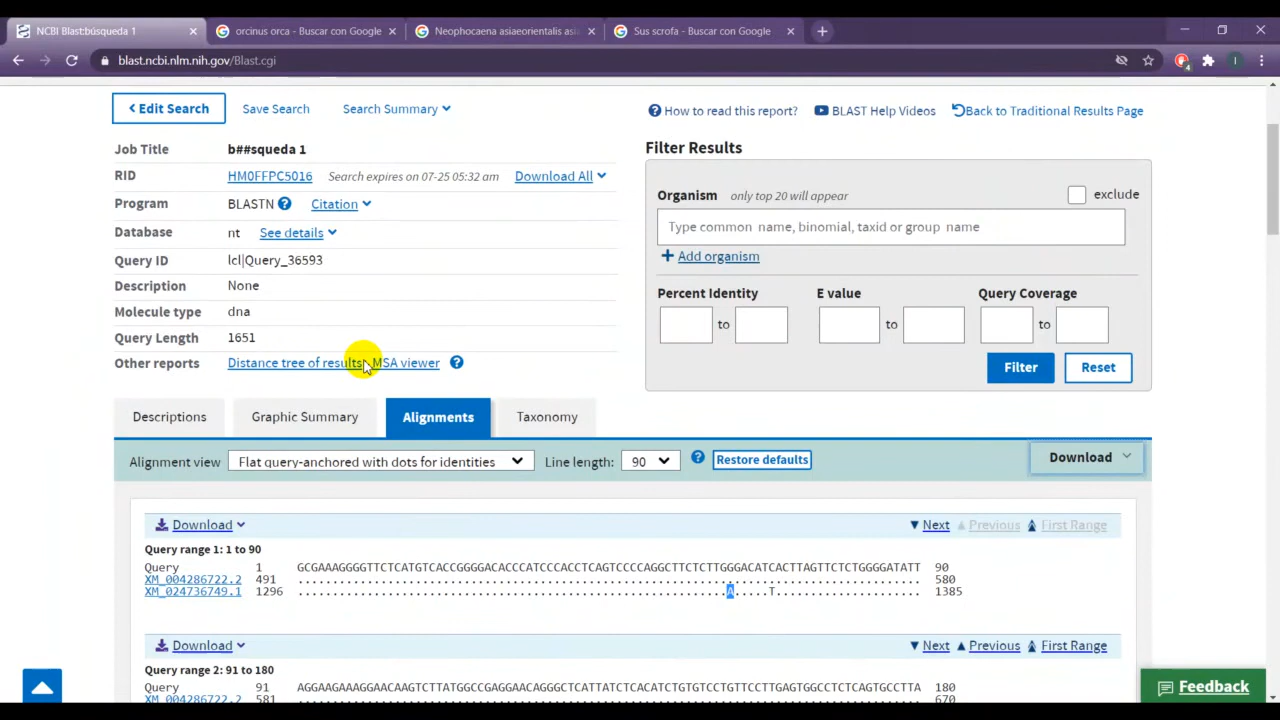 NCBI Blast:búsqueda 1
orcinus orca - Buscar con Google
Neophocaena asiaeorientalis asia
Sus scrofa - Buscar con Google
blast.ncbi.nlm.nih.gov/Blast.cgi
I
4
Edit Search
Save Search
Search Summary
How to read this report?
BLAST Help Videos
Back to Traditional Results Page
Job Title b##squeda 1
RID HM0FFPC5016 Search expires on 07-25 05:32 am Download All
Program BLASTN Citation
Database nt See details
Query ID lcl|Query_36593
Description None
Molecule type dna
Query Length 1651
Other reports Distance tree of results MSA viewer
Filter Results
Organism only top 20 will appear exclude
Type common name, binomial, taxid or group name
Add organism
Percent Identity E value Query Coverage
to to to
Filter Reset
Descriptions Graphic Summary Alignments Taxonomy
Alignment view Flat query-anchored with dots for identities Line length: 90 Restore defaults Download
Download Next Previous First Range
Query range 1: 1 to 90
Query 1 GCGAAAGGGGTTCTCATGTCACCGGGGACACCCATCCCACCTCAGTCCCCAGGCTTCTCTTGGGACATCACTTAGTTCTCTGGGGATATT 90
XM_004286722.2 491 .......................................................................................... 580
XM_024736749.1 1296 ..............................................................A.....T..................... 1385
Download Next Previous First Range
Query range 2: 91 to 180
Query 91 AGGAAGAAAGGAACAAGTCTTATGGCCGAGGAACAGGGCTCATTATCTCACATCTGTGTCCTGTTCCTTGAGTGGCCTCTCAGTGCCTTA 180
XM_004286722.2 581 670
Feedback